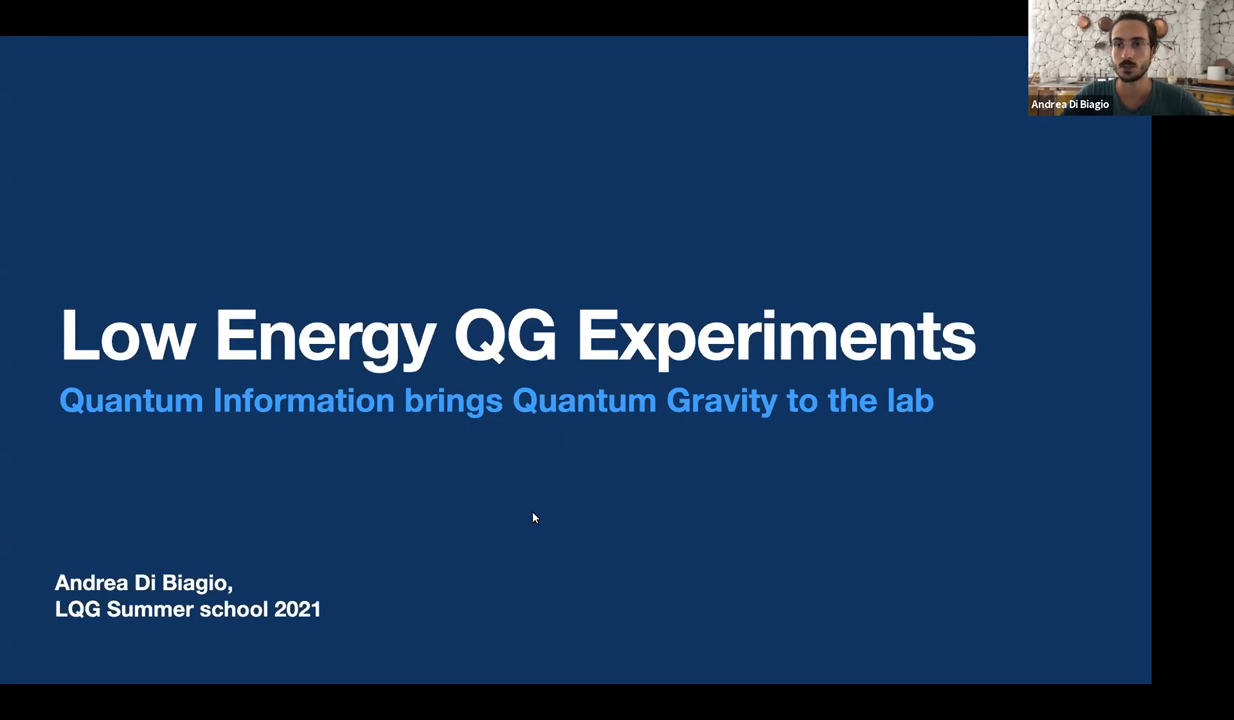 Andrea Di Biagio
Low Energy QG Experiments
Quantum Information brings Quantum Gravity to the lab
Andrea Di Biagio,
LQG Summer school 2021